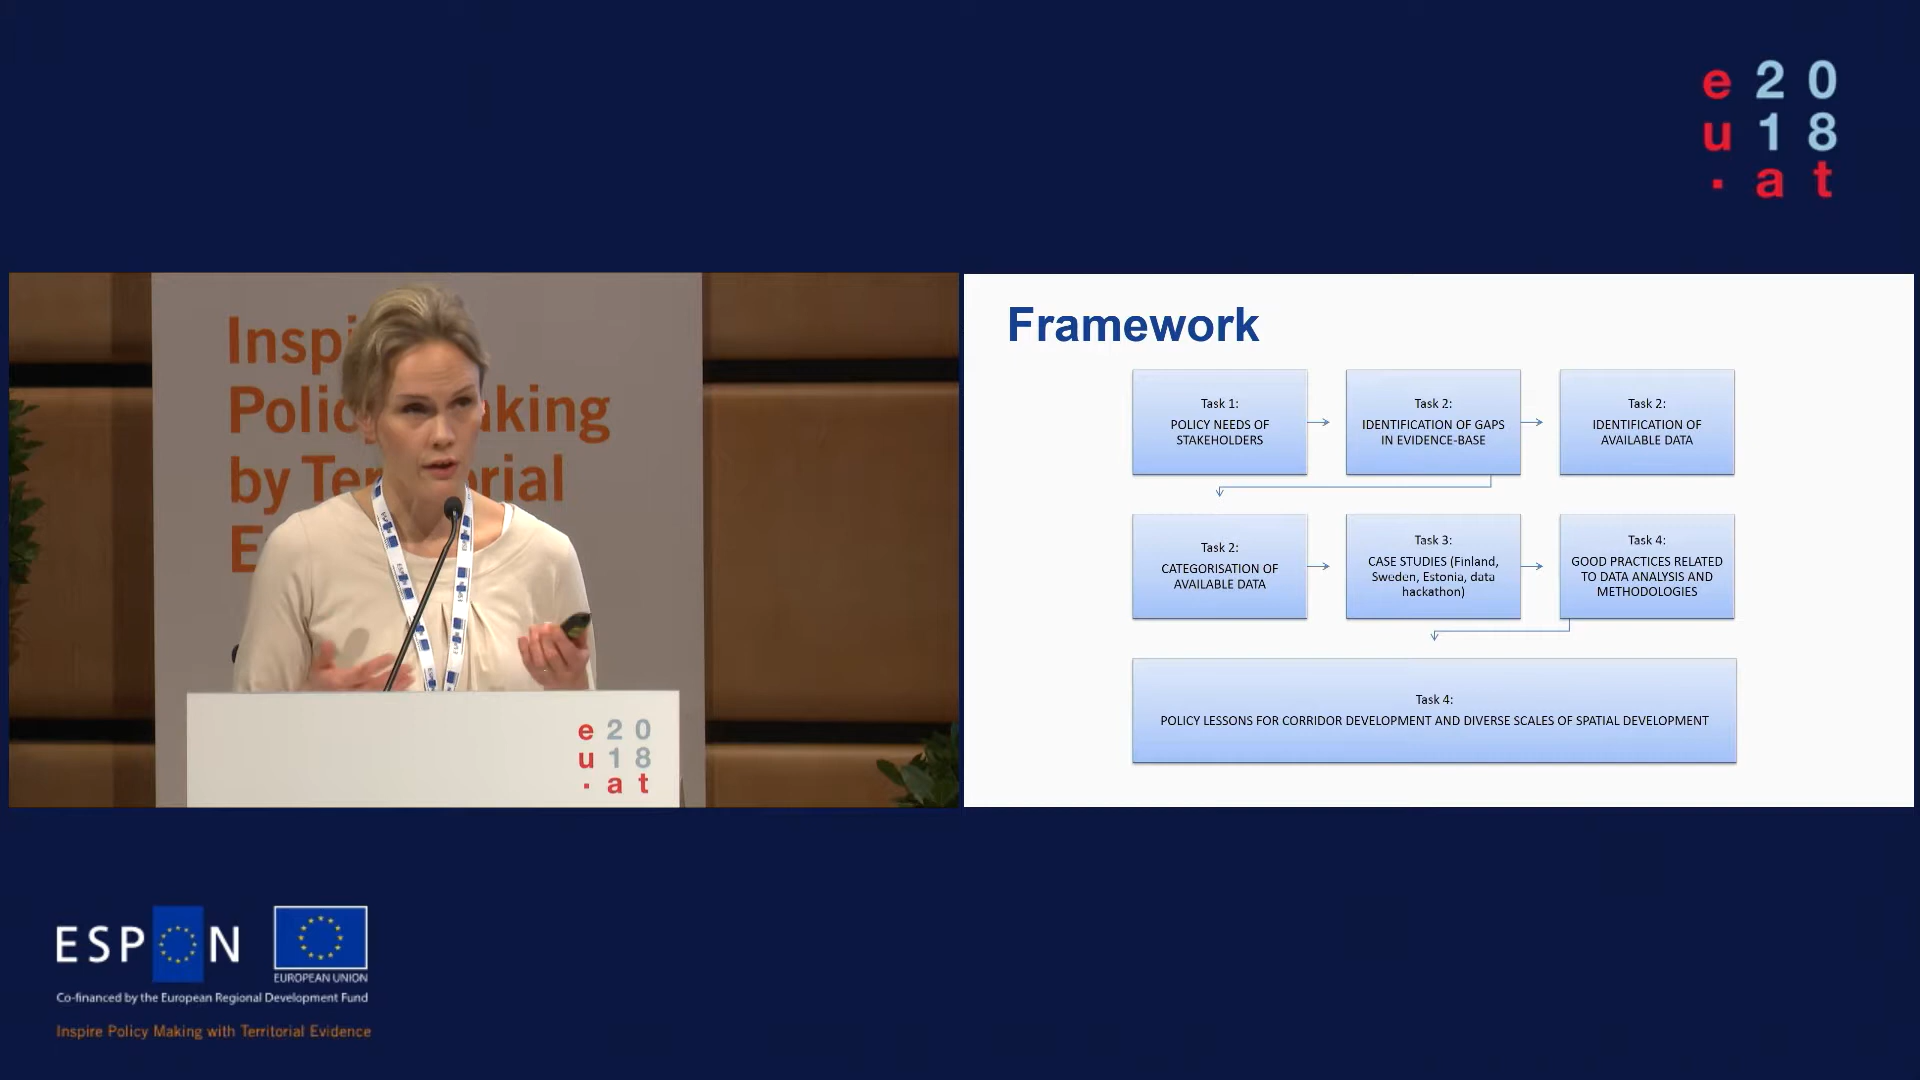 e 2 0
u 1 8
. a t
Insp
Polic aking
by Ter orial
E
e 2 0
u 1 8
. a t
Framework
Task 1:
POLICY NEEDS OF
STAKEHOLDERS
Task 2:
IDENTIFICATION OF GAPS
IN EVIDENCE-BASE
Task 2:
IDENTIFICATION OF
AVAILABLE DATA
Task 2:
CATEGORISATION OF
AVAILABLE DATA
Task 3:
CASE STUDIES (Finland,
Sweden, Estonia, data
hackathon)
Task 4:
GOOD PRACTICES RELATED
TO DATA ANALYSIS AND
METHODOLOGIES
Task 4:
POLICY LESSONS FOR CORRIDOR DEVELOPMENT AND DIVERSE SCALES OF SPATIAL DEVELOPMENT
ESPON
EUROPEAN UNION
Co-financed by the European Regional Development Fund
Inspire Policy Making with Territorial Evidence